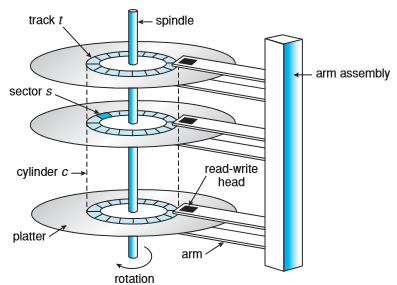 track t
spindle
arm assembly
sector s
cylinder c
read-write
head
platter
arm
rotation